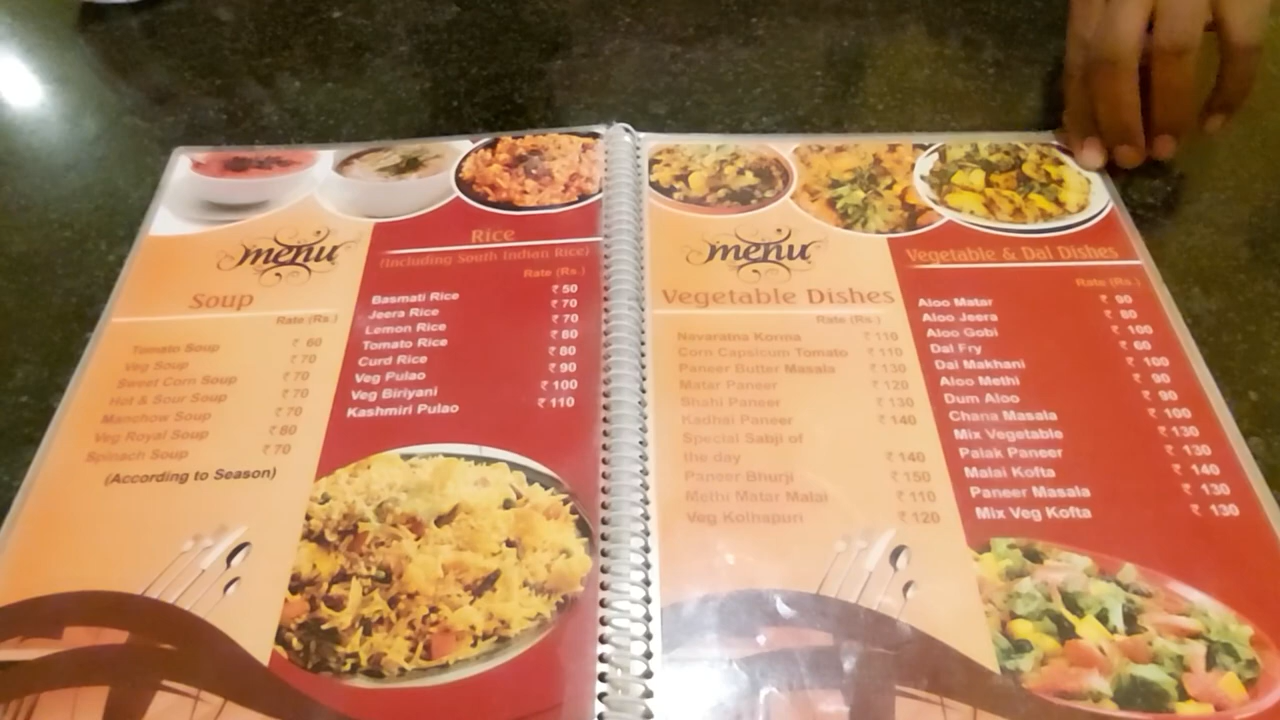 menu
Soup
Rate (Rs.)
Tomato Soup ₹ 60
Veg Soup ₹ 70
Sweet Corn Soup ₹ 70
Hot & Sour Soup ₹ 70
Manchow Soup ₹ 70
Veg Royal Soup ₹ 80
Spinach Soup ₹ 70
(According to Season)
Rice
(Including South Indian Rice)
Rate (Rs.)
Basmati Rice ₹ 50
Jeera Rice ₹ 70
Lemon Rice ₹ 70
Tomato Rice ₹ 80
Curd Rice ₹ 80
Veg Pulao ₹ 90
Veg Biriyani ₹ 100
Kashmiri Pulao ₹ 110
menu
Vegetable Dishes
Rate (Rs.)
Navaratna Korma ₹ 110
Corn Capsicum Tomato ₹ 110
Paneer Butter Masala ₹ 130
Matar Paneer ₹ 120
Shahi Paneer ₹ 130
Kadhai Paneer ₹ 140
Special Sabji of
the day ₹ 140
Paneer Bhurji ₹ 150
Methi Matar Malai ₹ 110
Veg Kolhapuri ₹ 120
Vegetable & Dal Dishes
Rate (Rs.)
Aloo Matar ₹ 90
Aloo Jeera ₹ 80
Aloo Gobi ₹ 100
Dal Fry ₹ 60
Dal Makhani ₹ 100
Aloo Methi ₹ 90
Dum Aloo ₹ 90
Chana Masala ₹ 100
Mix Vegetable ₹ 130
Palak Paneer ₹ 130
Malai Kofta ₹ 140
Paneer Masala ₹ 130
Mix Veg Kofta ₹ 130